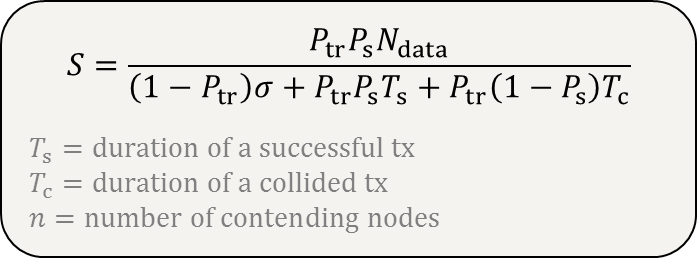 S = P_tr P_s N_data / ((1 − P_tr)σ + P_tr P_s T_s + P_tr(1 − P_s)T_c)
T_s = duration of a successful tx
T_c = duration of a collided tx
n = number of contending nodes